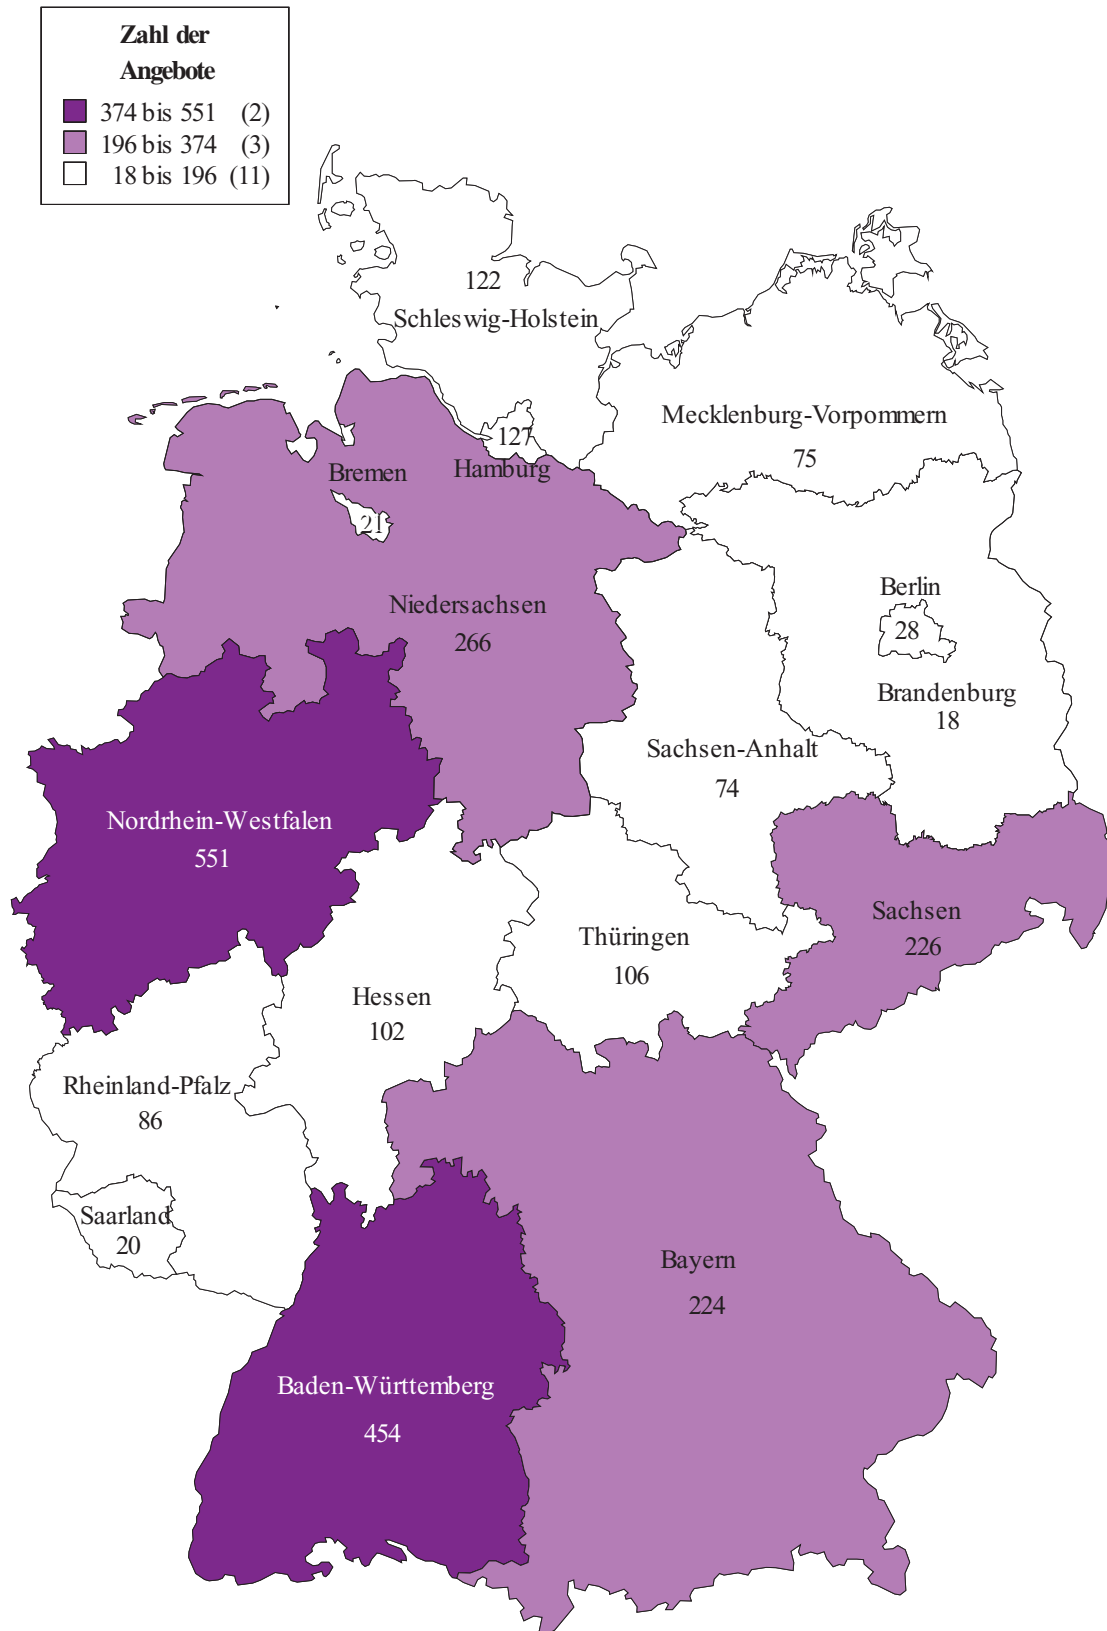 Zahl der
Angebote
374 bis 551 (2)
196 bis 374 (3)
18 bis 196 (11)
122
Schleswig-Holstein
Mecklenburg-Vorpommern
75
127
Hamburg
Bremen
21
Niedersachsen
266
Berlin
28
Brandenburg
18
Sachsen-Anhalt
74
Nordrhein-Westfalen
551
Sachsen
226
Thüringen
106
Hessen
102
Rheinland-Pfalz
86
Saarland
20
Bayern
224
Baden-Württemberg
454